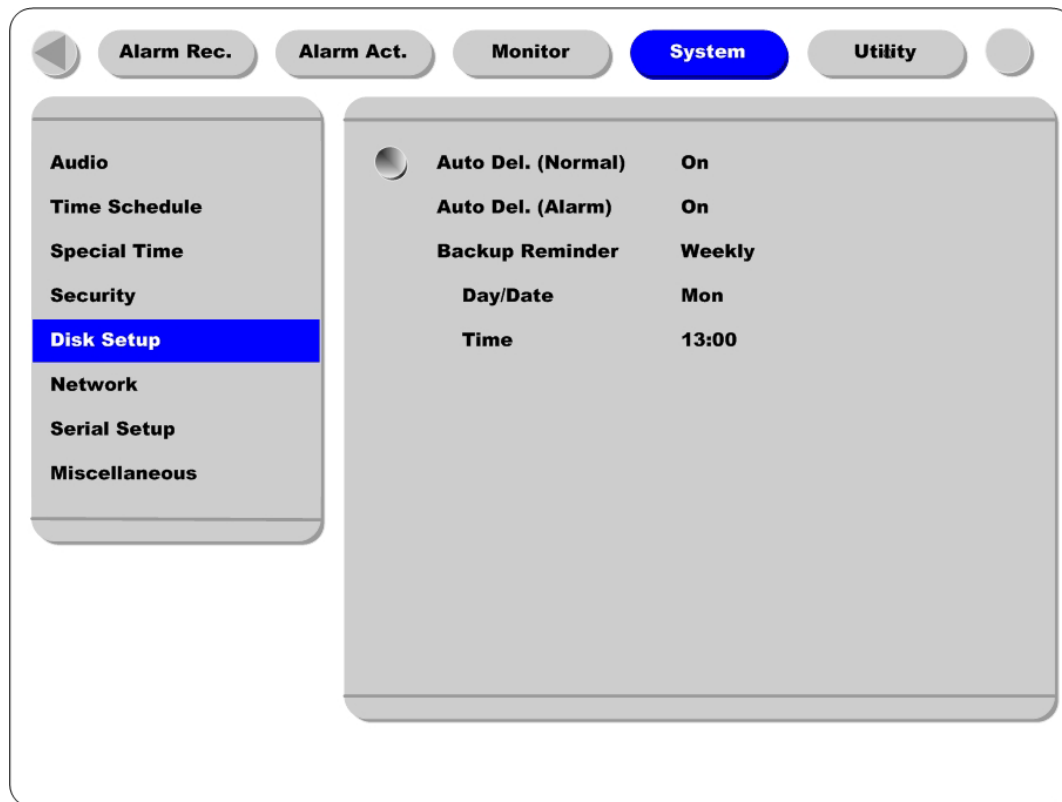 Alarm Rec. Alarm Act. Monitor System Utility
Audio
Time Schedule
Special Time
Security
Disk Setup
Network
Serial Setup
Miscellaneous
Auto Del. (Normal) On
Auto Del. (Alarm) On
Backup Reminder Weekly
Day/Date Mon
Time 13:00